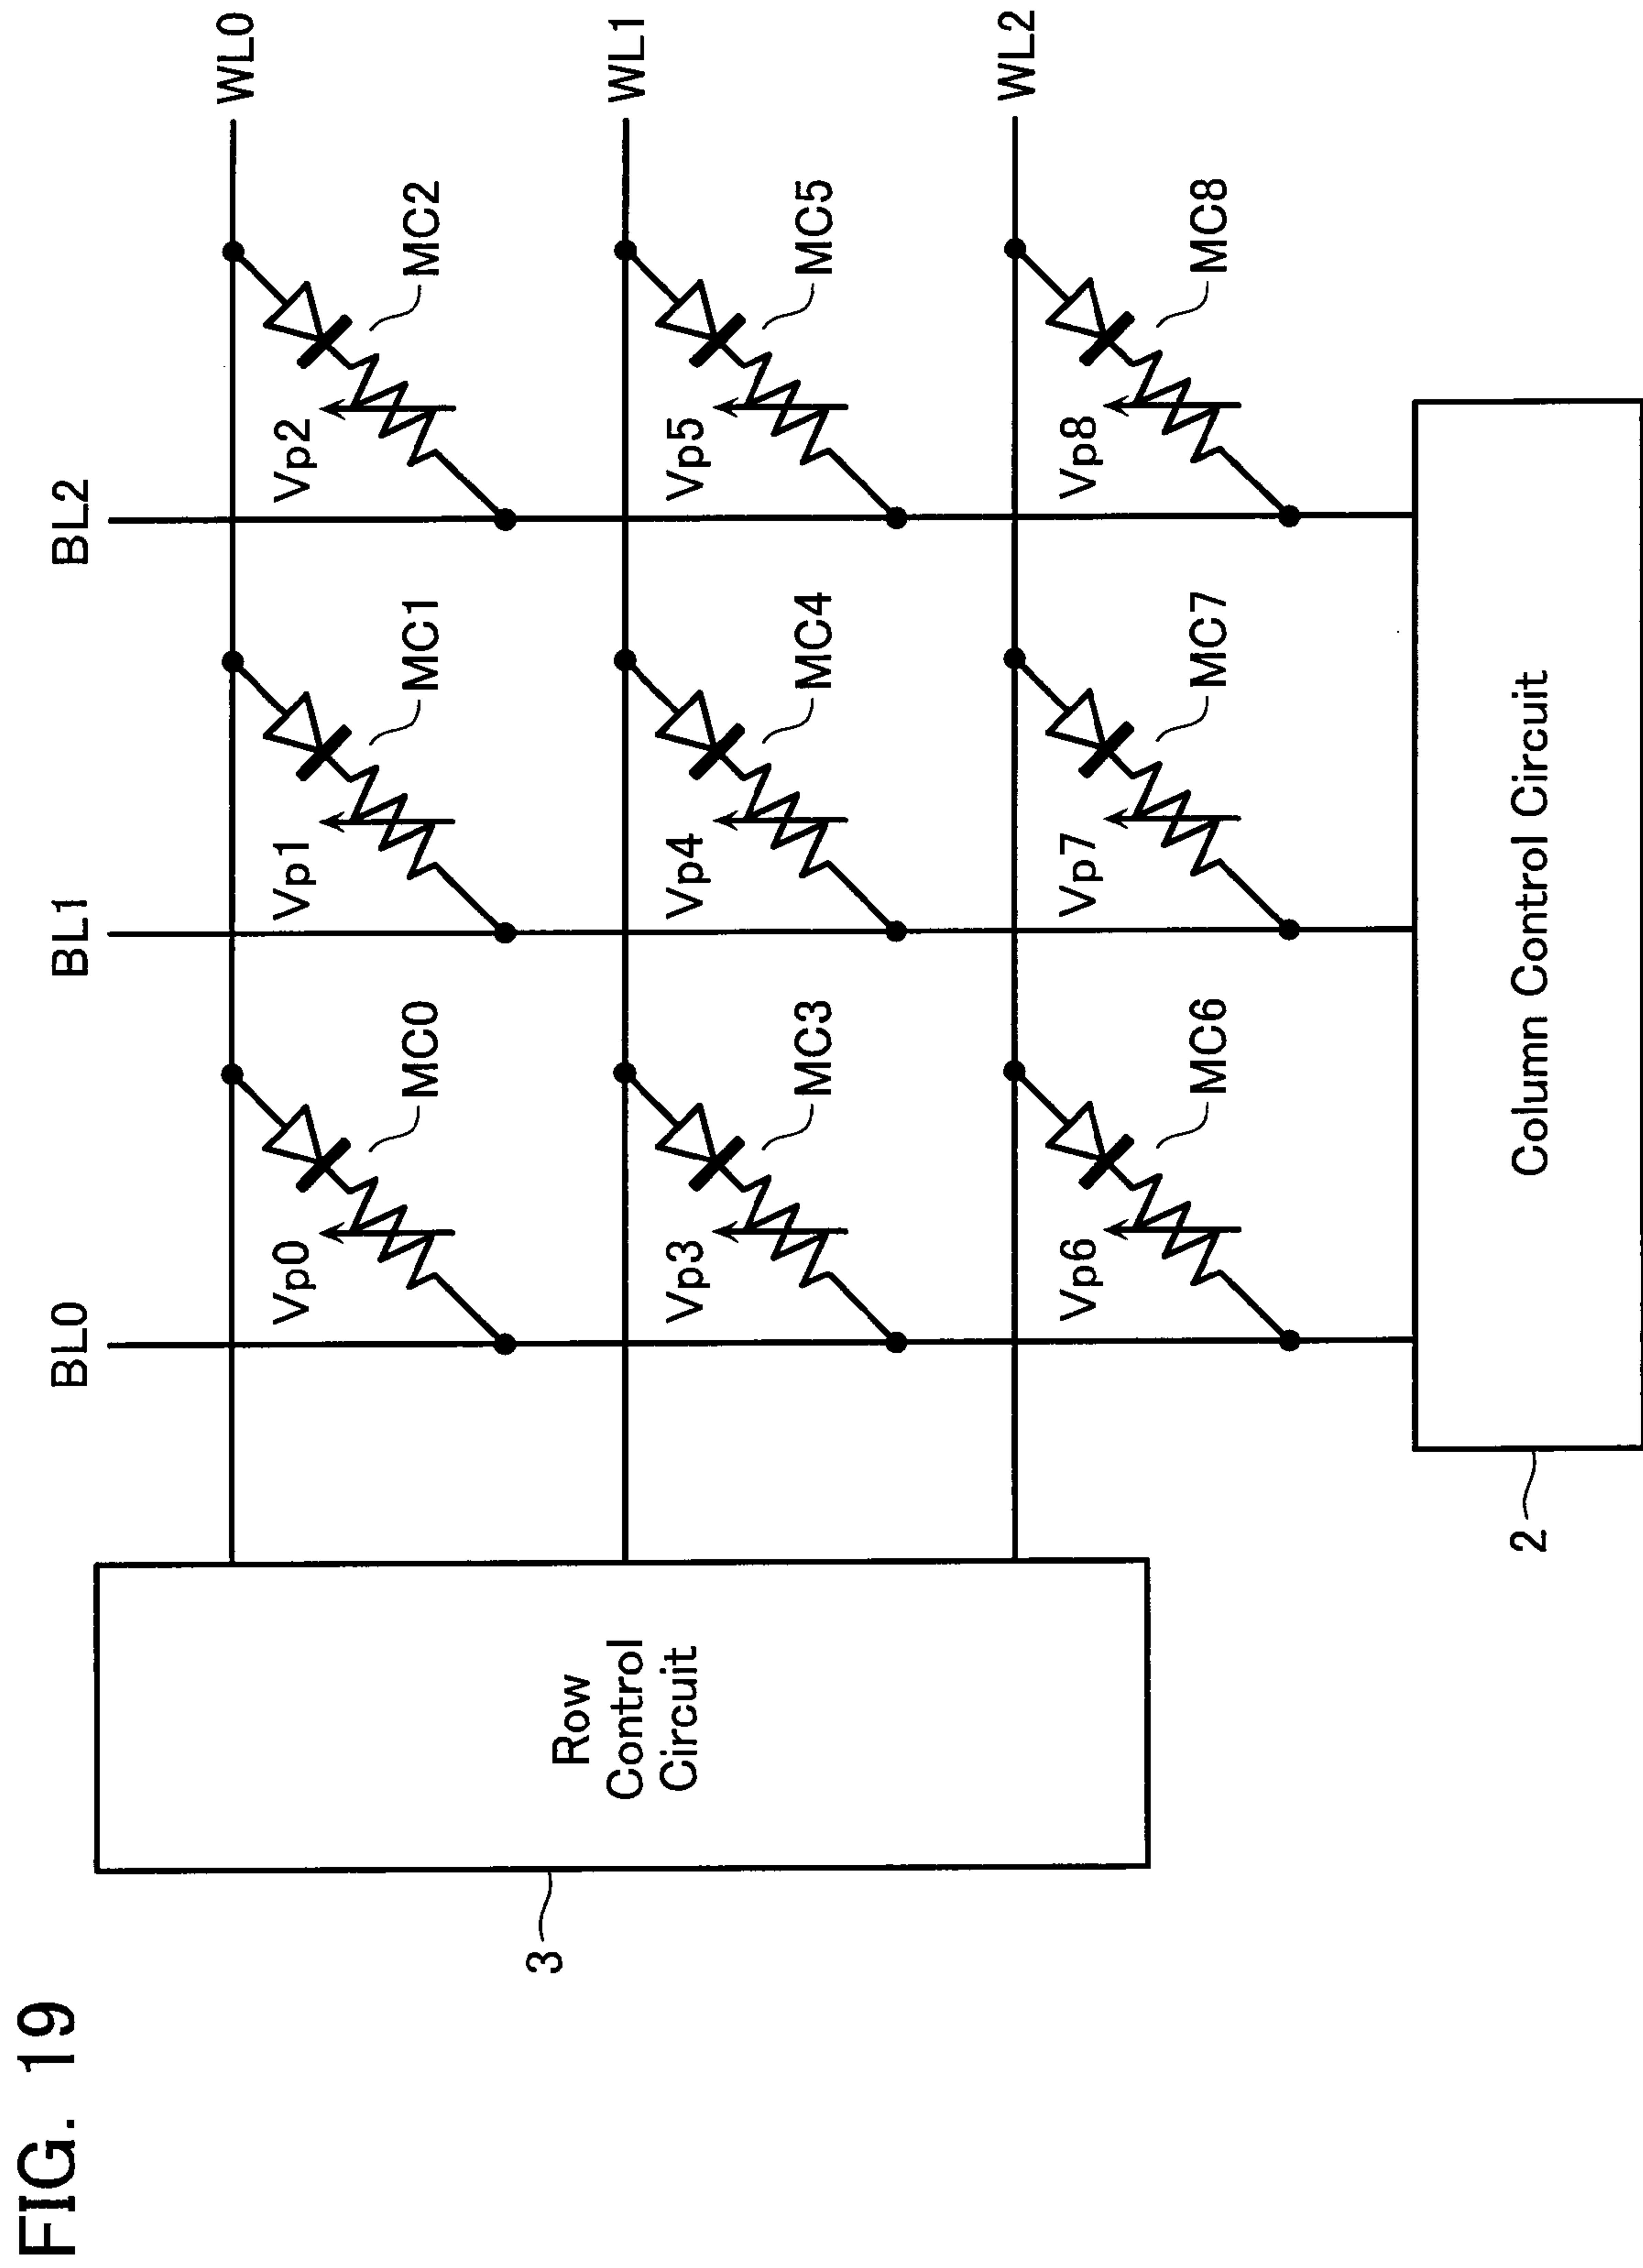 FIG. 19
BL0
BL1
BL2
WL0
Vp0
MC0
Vp1
MC1
Vp2
MC2
WL1
Vp3
MC3
Vp4
MC4
Vp5
MC5
WL2
Vp6
MC6
Vp7
MC7
Vp8
MC8
3
Row
Control
Circuit
2
Column Control Circuit